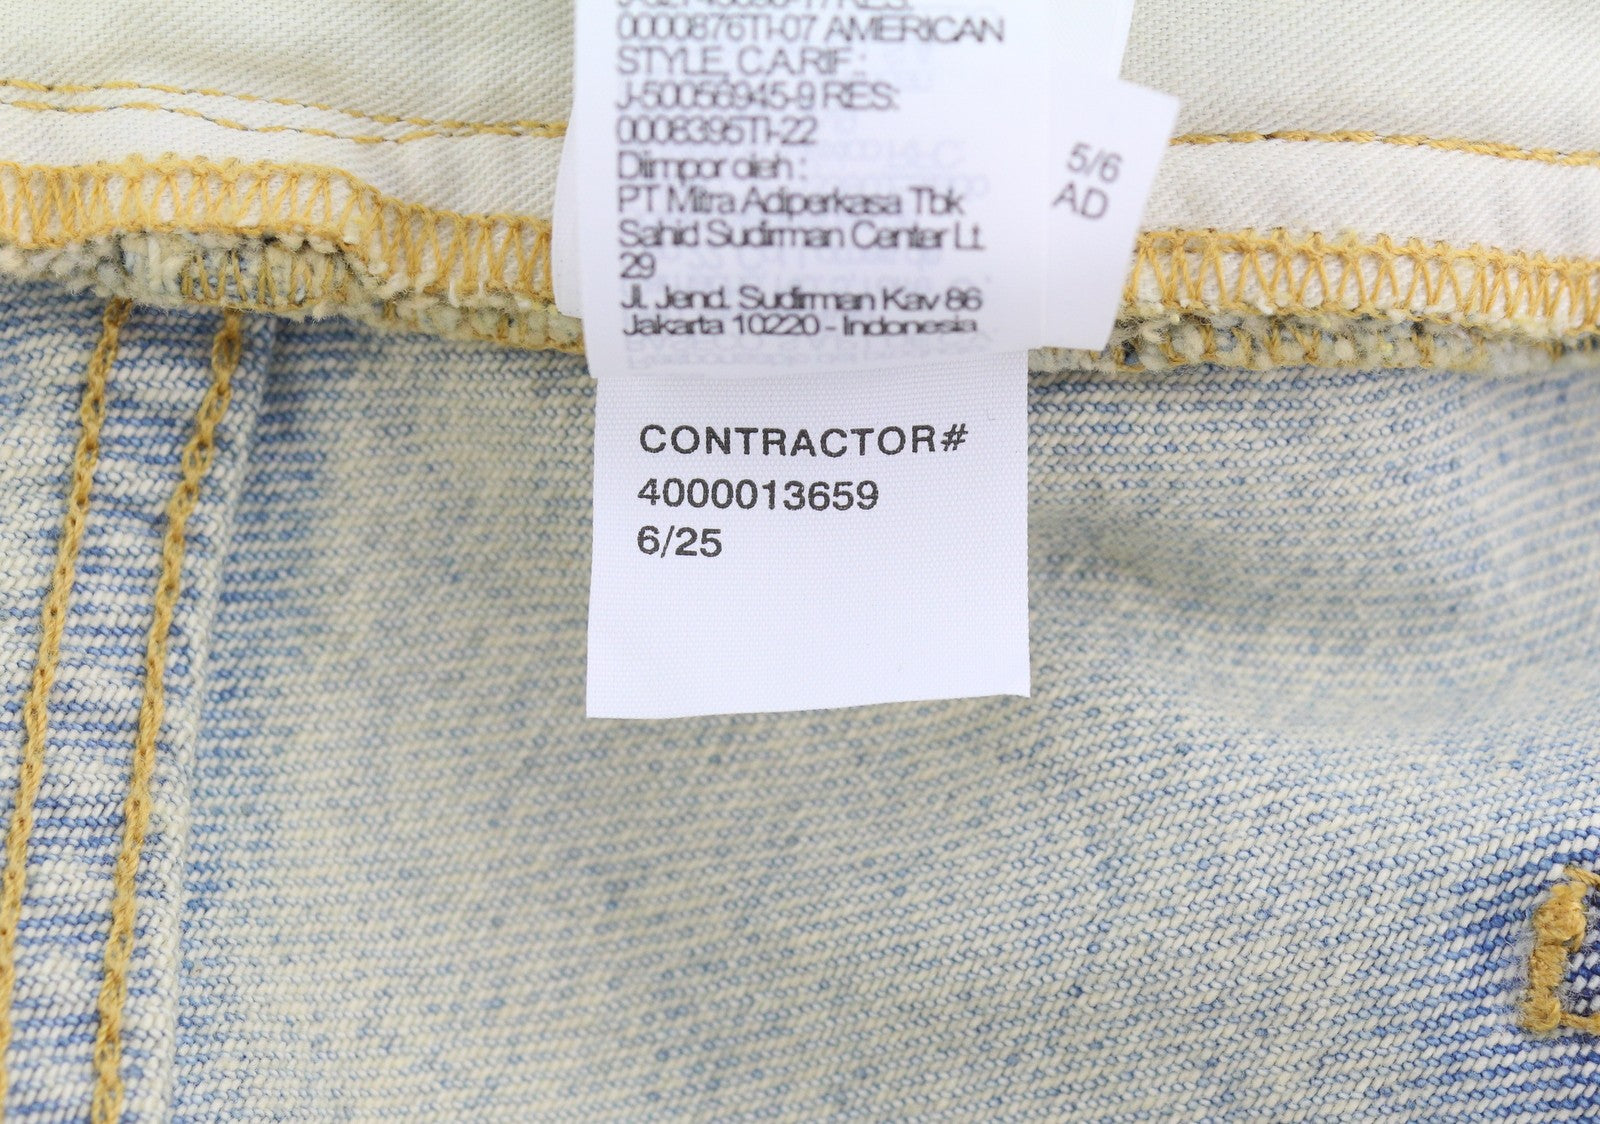 0000876TI-07 AMERICAN
STYLE, C.A.RIF.:
J-50056945-9 RES:
0008395TI-22
Diimpor oleh :
PT Mitra Adiperkasa Tbk
Sahid Sudirman Center Lt.
29
Jl. Jend. Sudirman Kav 86
Jakarta 10220 - Indonesia
5/6
AD
CONTRACTOR#
4000013659
6/25